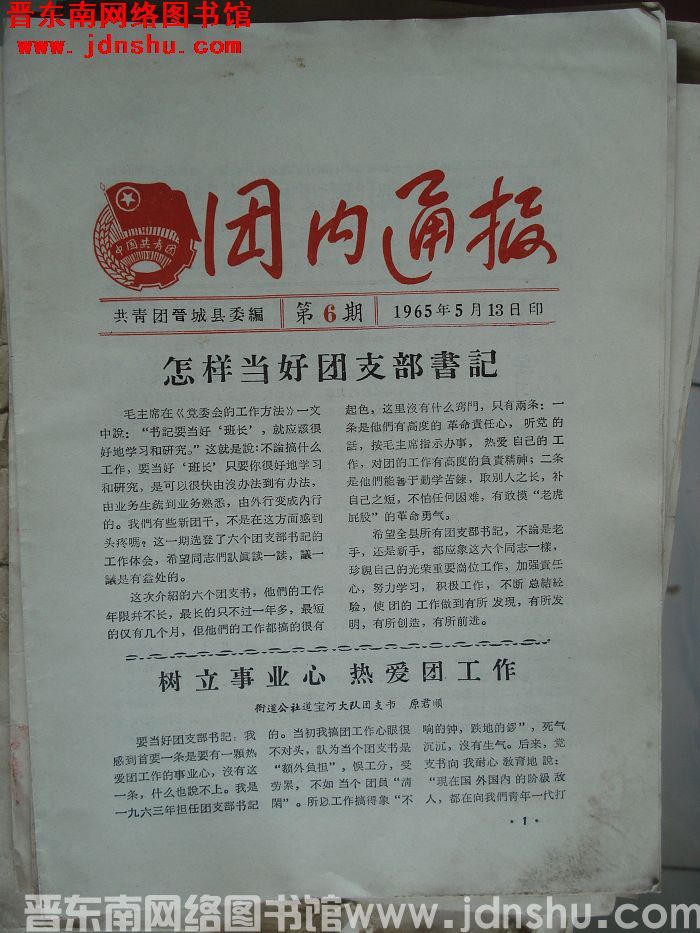 晋东南网络图书馆
www.jdnshu.com
中国共青团
团内通报
共青团晋城县委編
第6期
1965年5月13日印
怎样当好团支部書記
毛主席在《党委会的工作方法》一文
中說：“书記要当好‘班长’，就应該很
好地学习和研究。”这就是說：不論搞什么
工作，要当好‘班长’只要你很好地学习
和研究，是可以很快由沒办法到有办法，
由业务生疏到业务熟悉，由外行变成內行
的。我們有些新团干，不是在这方面感到
头疼嗎？这一期选登了六个团支部书記的
工作体会，希望同志們认真讀一讀，議一
議是有益处的。
这次介紹的六个团支书，他們的工作
年限幷不长，最长的只不过一年多，最短
的仅有几个月，但他們的工作都搞的很有
起色，这里沒有什么窍門，只有兩条：一
条是他們有高度的革命責任心，听党的
話，按毛主席指示办事，热爱自己的工
作，对团的工作有高度的負責精神；二条
是他們能善于勤学苦鍊，取別人之长，补
自己之短，不怕任何困难，有敢摸“老虎
屁股”的革命勇气。
希望全县所有团支部书記，不論是老
手，还是新手，都应象这六个同志一样，
珍視自己的光荣重要崗位工作，加强責任
心，努力学习，积极工作，不断总結經
驗，使团的工作做到有所发現，有所发
明，有所创造，有所前进。
树立事业心 热爱团工作
街道公社道宝河大队团支书 原君順
要当好团支部书記：我
感到首要一条是要有一顆热
爱团工作的事业心，沒有这
一条，什么也說不上。我是
一九六三年担任团支部书記
的。当初我搞团工作心眼很
不对头，认为当个团支书是
“額外負担”，悞工分，受
劳累，不如当个团員“清
閑”。所以工作搞得象“不
响的钟，跌地的鑼”，死气
沉沉，沒有生气。后来，党
支书向我耐心教育地說：
“現在国外国內的阶級敌
人，都在向我們青年一代打
·1·
晋东南网络图书馆www.jdnshu.com